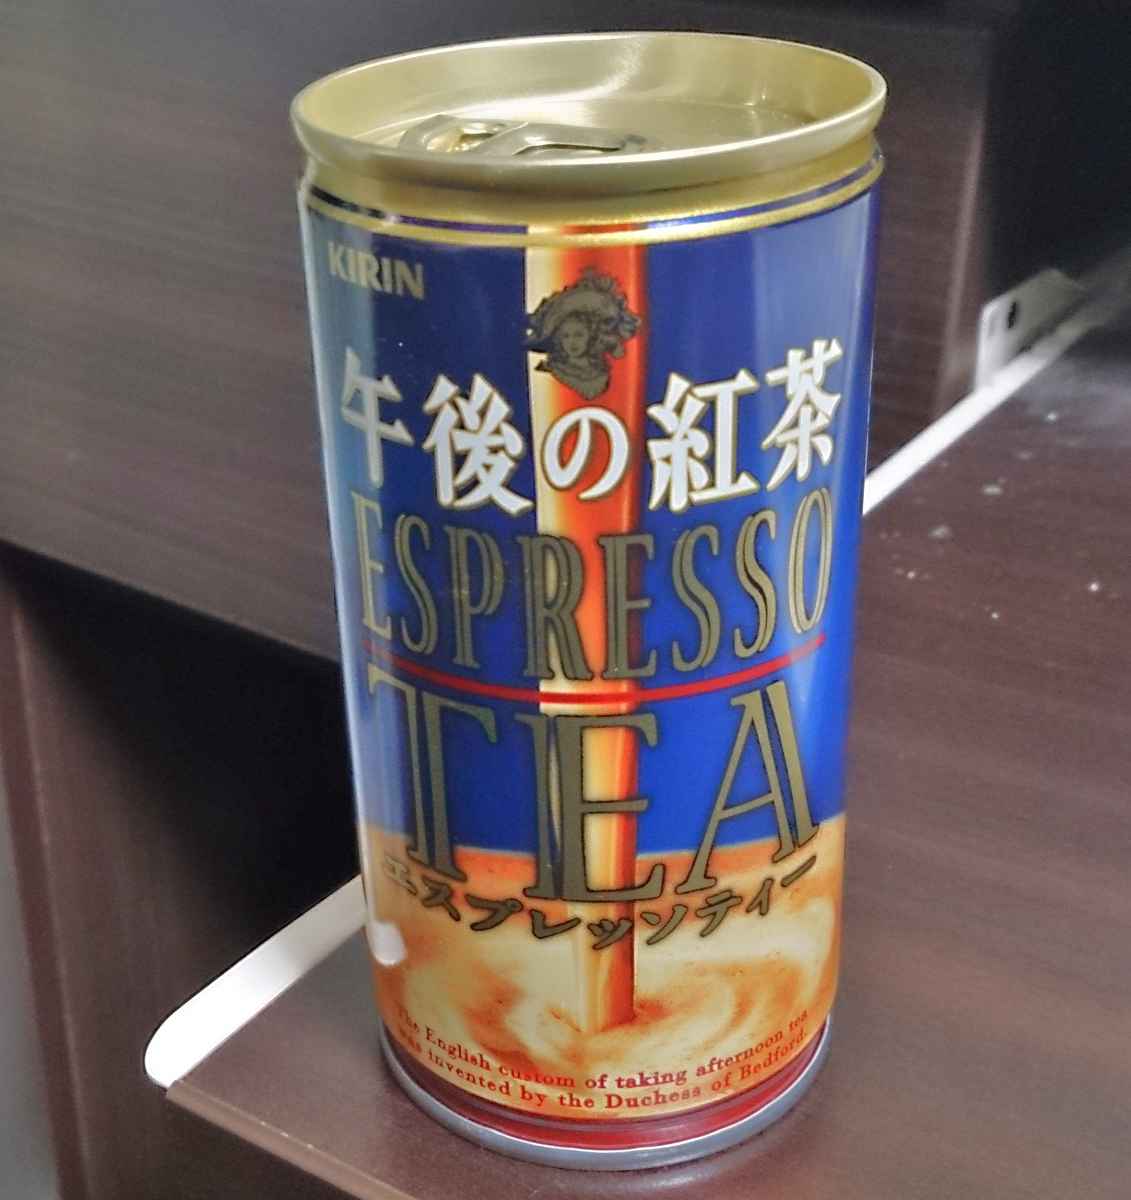 KIRIN
午後の紅茶
ESPRESSO
TEA
エスプレッソティー
The English custom of taking afternoon tea
was invented by the Duchess of Bedford.